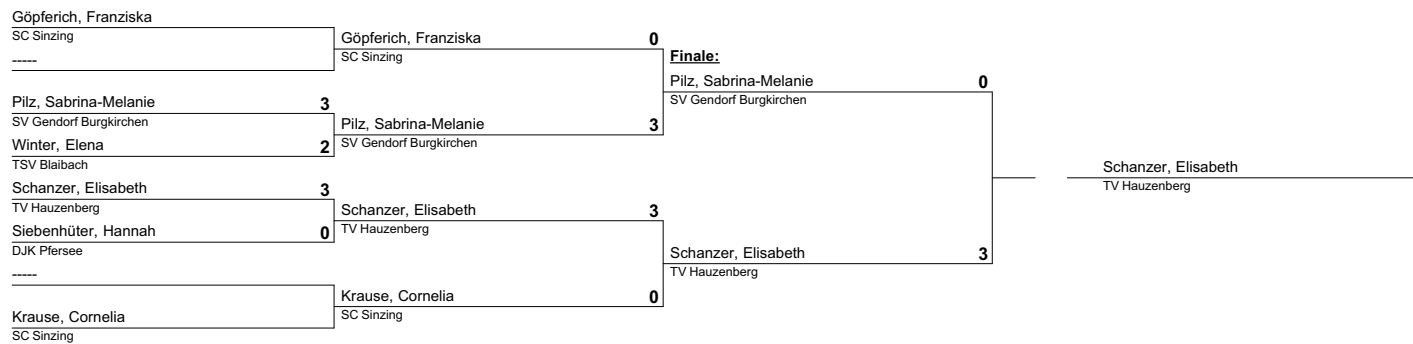 Göpferich, Franziska
SC Sinzing
-----
Pilz, Sabrina-Melanie 3
SV Gendorf Burgkirchen
Winter, Elena 2
TSV Blaibach
Schanzer, Elisabeth 3
TV Hauzenberg
Siebenhüter, Hannah 0
DJK Pfersee
-----
Krause, Cornelia
SC Sinzing
Göpferich, Franziska 0
SC Sinzing
Pilz, Sabrina-Melanie 3
SV Gendorf Burgkirchen
Schanzer, Elisabeth 3
TV Hauzenberg
Krause, Cornelia 0
SC Sinzing
Finale:
Pilz, Sabrina-Melanie 0
SV Gendorf Burgkirchen
Schanzer, Elisabeth 3
TV Hauzenberg
Schanzer, Elisabeth
TV Hauzenberg